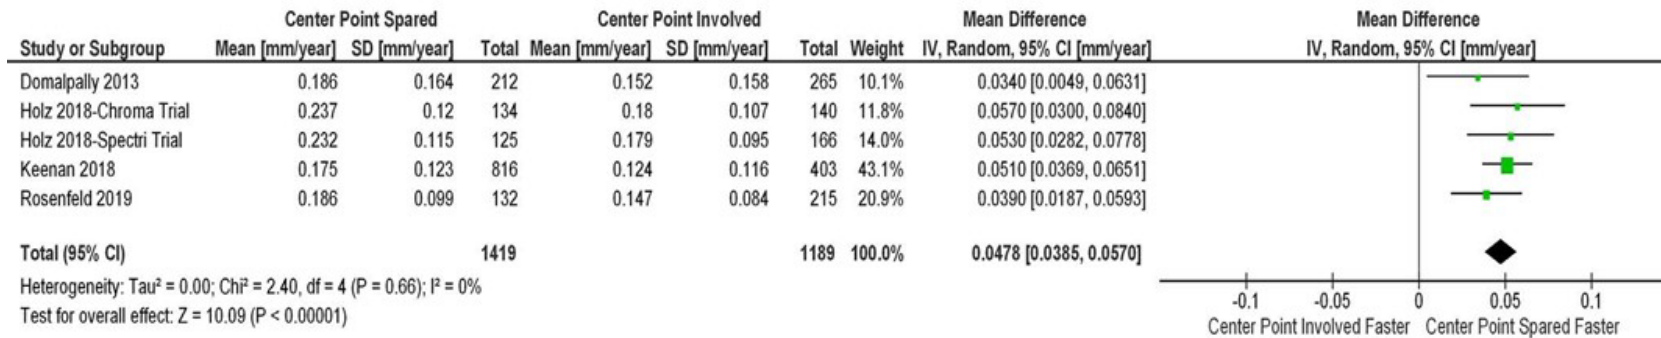 Center Point Spared Center Point Involved Mean Difference Mean Difference
Study or Subgroup Mean [mm/year] SD [mm/year] Total Mean [mm/year] SD [mm/year] Total Weight IV, Random, 95% CI [mm/year] IV, Random, 95% CI [mm/year]
Domalpally 2013 0.186 0.164 212 0.152 0.158 265 10.1% 0.0340 [0.0049, 0.0631]
Holz 2018-Chroma Trial 0.237 0.12 134 0.18 0.107 140 11.8% 0.0570 [0.0300, 0.0840]
Holz 2018-Spectri Trial 0.232 0.115 125 0.179 0.095 166 14.0% 0.0530 [0.0282, 0.0778]
Keenan 2018 0.175 0.123 816 0.124 0.116 403 43.1% 0.0510 [0.0369, 0.0651]
Rosenfeld 2019 0.186 0.099 132 0.147 0.084 215 20.9% 0.0390 [0.0187, 0.0593]
Total (95% CI) 1419 1189 100.0% 0.0478 [0.0385, 0.0570]
Heterogeneity: Tau² = 0.00; Chi² = 2.40, df = 4 (P = 0.66); I² = 0%
Test for overall effect: Z = 10.09 (P < 0.00001)
-0.1 -0.05 0 0.05 0.1
Center Point Involved Faster Center Point Spared Faster